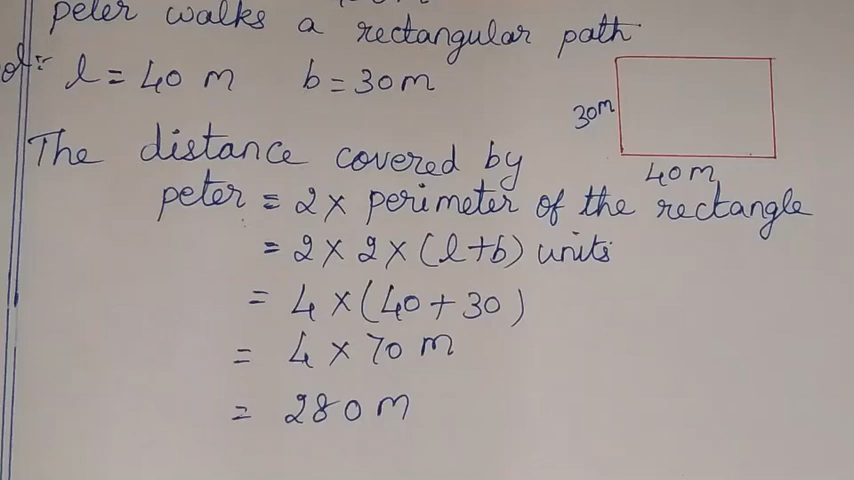 peter walks a rectangular path.
l = 40 m b = 30m
30m
The distance covered by
40m
peter = 2 × perimeter of the rectangle
= 2 × 2 × (l+b) units
= 4 × (40 + 30)
= 4 × 70 m
= 280 m